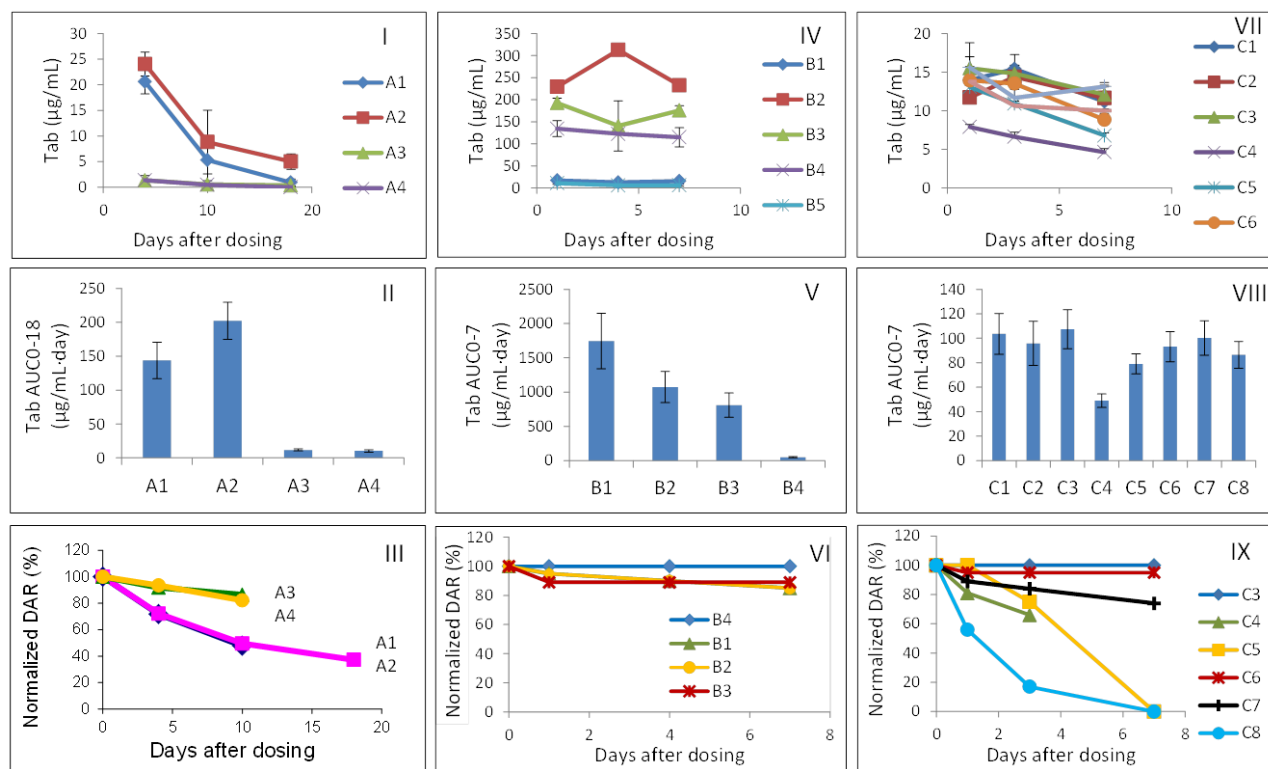 I
Tab (µg/mL)
30
25
20
15
10
5
0
0
10
20
Days after dosing
A1
A2
A3
A4
IV
Tab (µg/mL)
350
300
250
200
150
100
50
0
0
5
10
Days after dosing
B1
B2
B3
B4
B5
VII
Tab (µg/mL)
20
15
10
5
0
0
5
10
Days after dosing
C1
C2
C3
C4
C5
C6
II
Tab AUC0-18
(µg/mL·day)
250
200
150
100
50
0
A1 A2 A3 A4
V
Tab AUC0-7
(µg/mL·day)
2500
2000
1500
1000
500
0
B1 B2 B3 B4
VIII
Tab AUC0-7
(µg/mL·day)
140
120
100
80
60
40
20
0
C1 C2 C3 C4 C5 C6 C7 C8
III
Normalized DAR (%)
120
100
80
60
40
20
0
0 5 10 15 20
Days after dosing
A3
A4
A1
A2
VI
Normalized DAR (%)
120
100
80
60
40
20
0
0 2 4 6 8
Days after dosing
B4
B1
B2
B3
IX
Normalized DAR (%)
120
100
80
60
40
20
0
0 2 4 6 8
Days after dosing
C3
C4
C5
C6
C7
C8